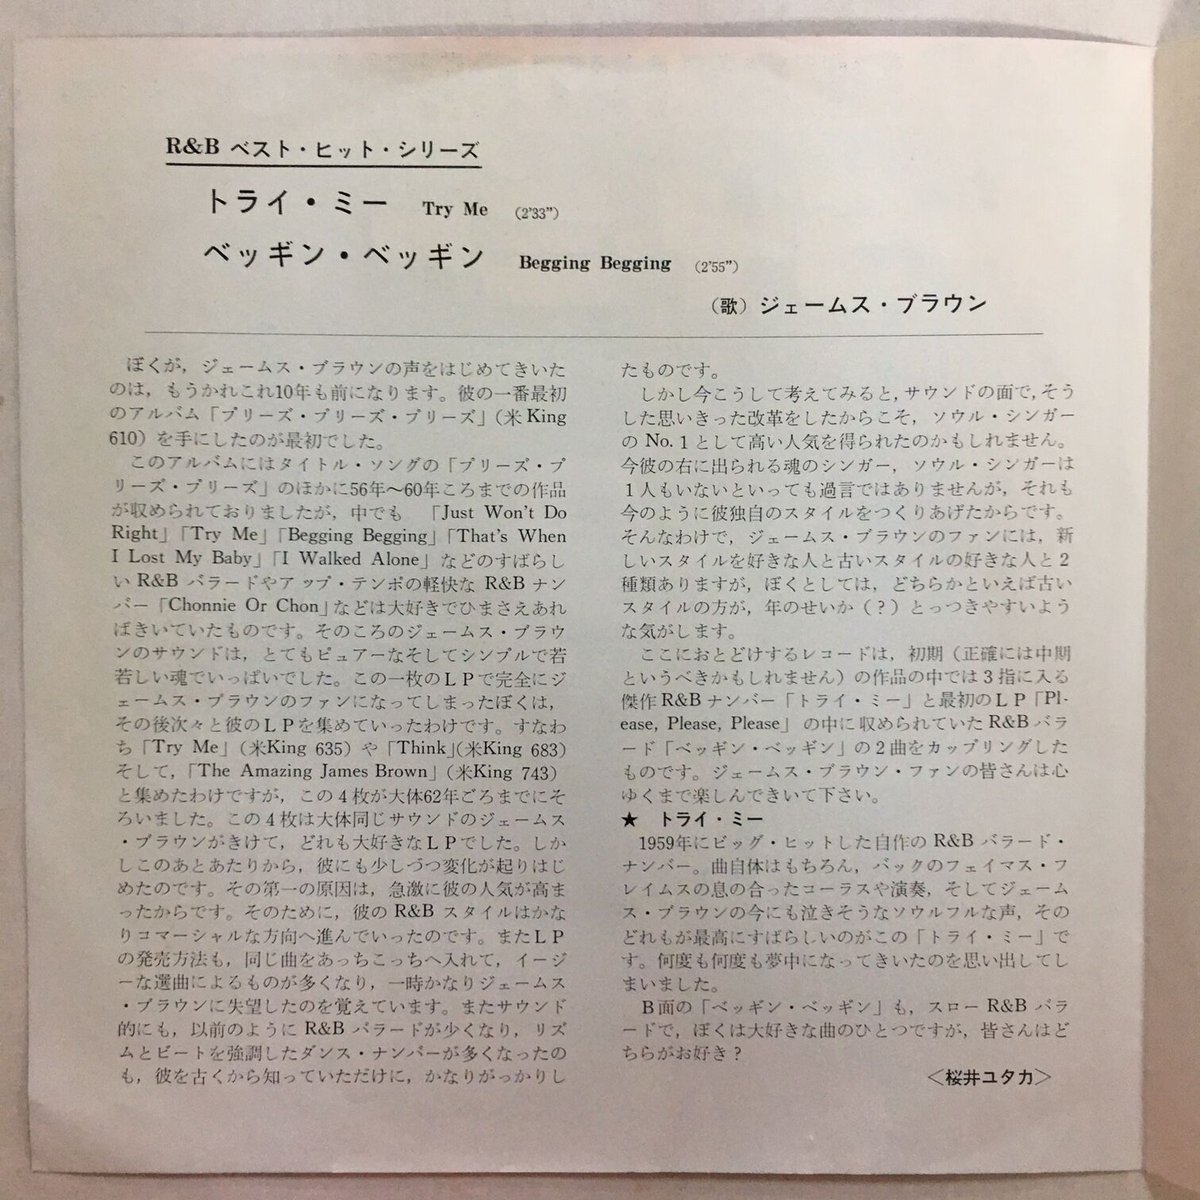 R&B ベスト・ヒット・シリーズ
トライ・ミー Try Me (2'33")
ベッギン・ベッギン Begging Begging (2'55")
(歌) ジェームス・ブラウン
ぼくが，ジェームス・ブラウンの声をはじめてきいた
のは，もうかれこれ10年も前になります。彼の一番最初
のアルバム「プリーズ・プリーズ・プリーズ」(米King
610) を手にしたのが最初でした。
このアルバムにはタイトル・ソングの「プリーズ・プ
リーズ・プリーズ」のほかに56年〜60年ころまでの作品
が収められておりましたが，中でも 「Just Won't Do
Right」「Try Me」「Begging Begging」「That's When
I Lost My Baby」「I Walked Alone」などのすばらし
い R&B バラードやアップ・テンポの軽快な R&B ナン
バー「Chonnie Or Chon」などは大好きでひまさえあれ
ばきいていたものです。そのころのジェームス・ブラウ
ンのサウンドは，とてもピュアーなそしてシンプルで若
若しい魂でいっぱいでした。この一枚のＬＰで完全にジ
ェームス・ブラウンのファンになってしまったぼくは，
その後次々と彼のＬＰを集めていったわけです。すなわ
ち「Try Me」(米King 635) や「Think」(米King 683)
そして，「The Amazing James Brown」(米King 743)
と集めたわけですが，この４枚が大体62年ごろまでにそ
ろいました。この４枚は大体同じサウンドのジェームス
・ブラウンがきけて，どれも大好きなＬＰでした。しか
しこのあとあたりから，彼にも少しづつ変化が起りはじ
めたのです。その第一の原因は，急激に彼の人気が高ま
ったからです。そのために，彼の R&B スタイルはかな
りコマーシャルな方向へ進んでいったのです。またＬＰ
の発売方法も，同じ曲をあっちこっちへ入れて，イージ
ーな選曲によるものが多くなり，一時かなりジェームス
・ブラウンに失望したのを覚えています。またサウンド
的にも，以前のように R&B バラードが少くなり，リズ
ムとビートを強調したダンス・ナンバーが多くなったの
も，彼を古くから知っていただけに，かなりがっかりし
たものです。
しかし今こうして考えてみると，サウンドの面で，そう
した思いきった改革をしたからこそ，ソウル・シンガー
の No.1 として高い人気を得られたのかもしれません。
今彼の右に出られる魂のシンガー，ソウル・シンガーは
１人もいないといっても過言ではありませんが，それも
今のように彼独自のスタイルをつくりあげたからです。
そんなわけで，ジェームス・ブラウンのファンには，新
しいスタイルを好きな人と古いスタイルの好きな人と２
種類ありますが，ぼくとしては，どちらかといえば古い
スタイルの方が，年のせいか（？）とっつきやすいよう
な気がします。
ここにおとどけするレコードは，初期（正確には中期
というべきかもしれません）の作品の中では３指に入る
傑作R&Bナンバー「トライ・ミー」と最初のＬＰ「Pl-
ease, Please, Please」の中に収められていた R&B バラ
ード「ベッギン・ベッギン」の２曲をカップリングした
ものです。ジェームス・ブラウン・ファンの皆さんは心
ゆくまで楽しんできいて下さい。
★ トライ・ミー
1959年にビッグ・ヒットした自作の R&B バラード・
ナンバー。曲自体はもちろん，バックのフェイマス・フ
レイムスの息の合ったコーラスや演奏，そしてジェーム
ス・ブラウンの今にも泣きそうなソウルフルな声，その
どれもが最高にすばらしいのがこの「トライ・ミー」で
す。何度も何度も夢中になってきいたのを思い出してし
まいました。
Ｂ面の「ベッギン・ベッギン」も，スロー R&B バラ
ードで，ぼくは大好きな曲のひとつですが，皆さんはど
ちらがお好き？
＜桜井ユタカ＞